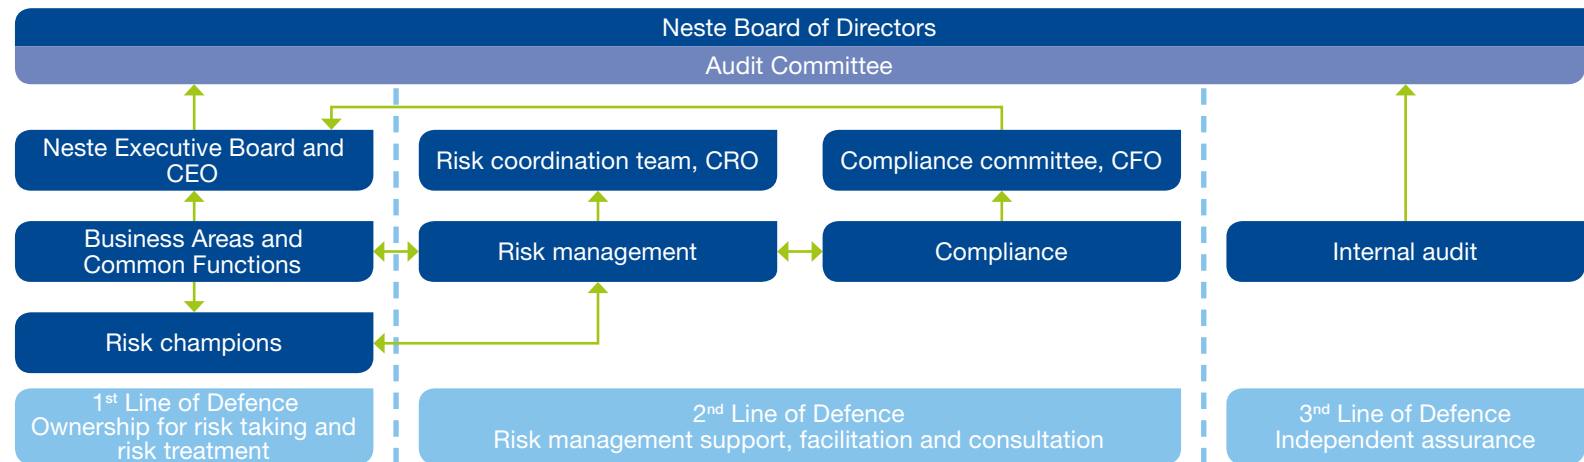 Neste Board of Directors
Audit Committee
Neste Executive Board and
CEO
Risk coordination team, CRO
Compliance committee, CFO
Business Areas and
Common Functions
Risk management
Compliance
Internal audit
Risk champions
1st Line of Defence
Ownership for risk taking and
risk treatment
2nd Line of Defence
Risk management support, facilitation and consultation
3nd Line of Defence
Independent assurance